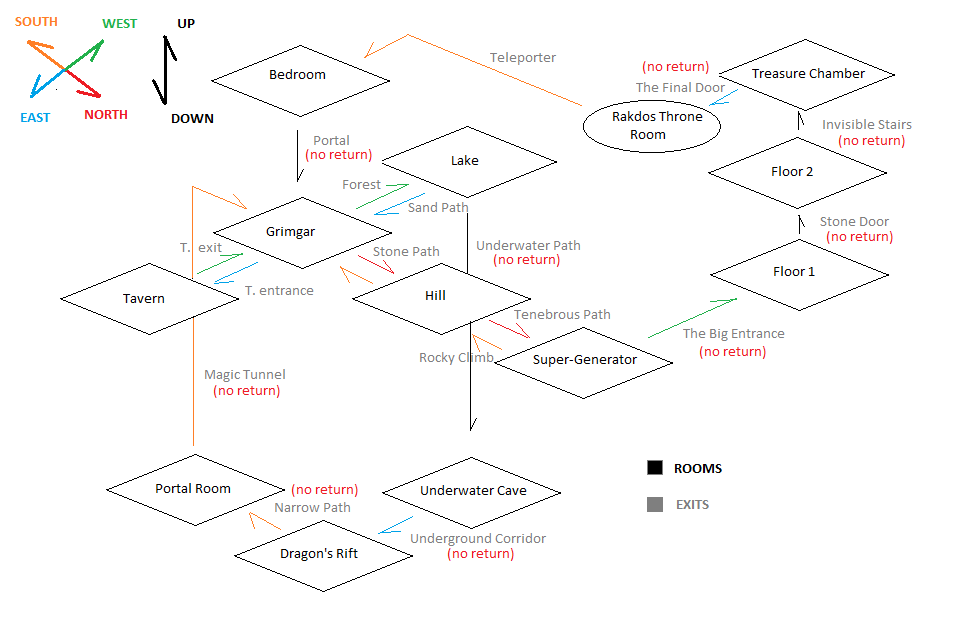 SOUTH
WEST
UP
EAST
NORTH
DOWN
Bedroom
Teleporter
(no return)
The Final Door
Treasure Chamber
Rakdos Throne
Room
Portal
(no return)
Lake
Invisible Stairs
(no return)
Forest
Sand Path
Floor 2
Grimgar
T. exit
Stone Path
Underwater Path
(no return)
Stone Door
(no return)
T. entrance
Tavern
Hill
Floor 1
Tenebrous Path
The Big Entrance
(no return)
Rocky Climb
Super-Generator
Magic Tunnel
(no return)
Portal Room
(no return)
Narrow Path
Underwater Cave
Underground Corridor
(no return)
Dragon's Rift
ROOMS
EXITS